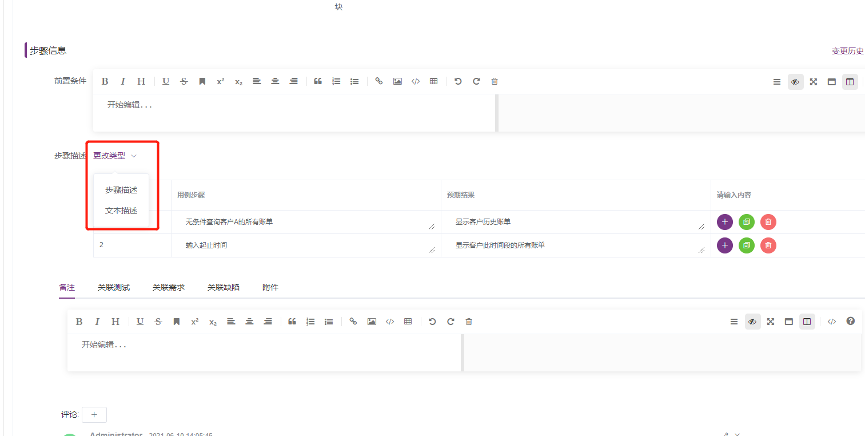 块
步骤信息
变更历史
前置条件
开始编辑...
步骤描述 更改类型
步骤描述
文本描述
用例步骤 预期结果 请输入内容
无条件查询客户A的所有账单 显示客户历史账单
2 输入起止时间 显示客户此时间段的所有账单
备注 关联测试 关联需求 关联缺陷 附件
开始编辑...
评论:
Administrator 2021-06-10 14:05:45